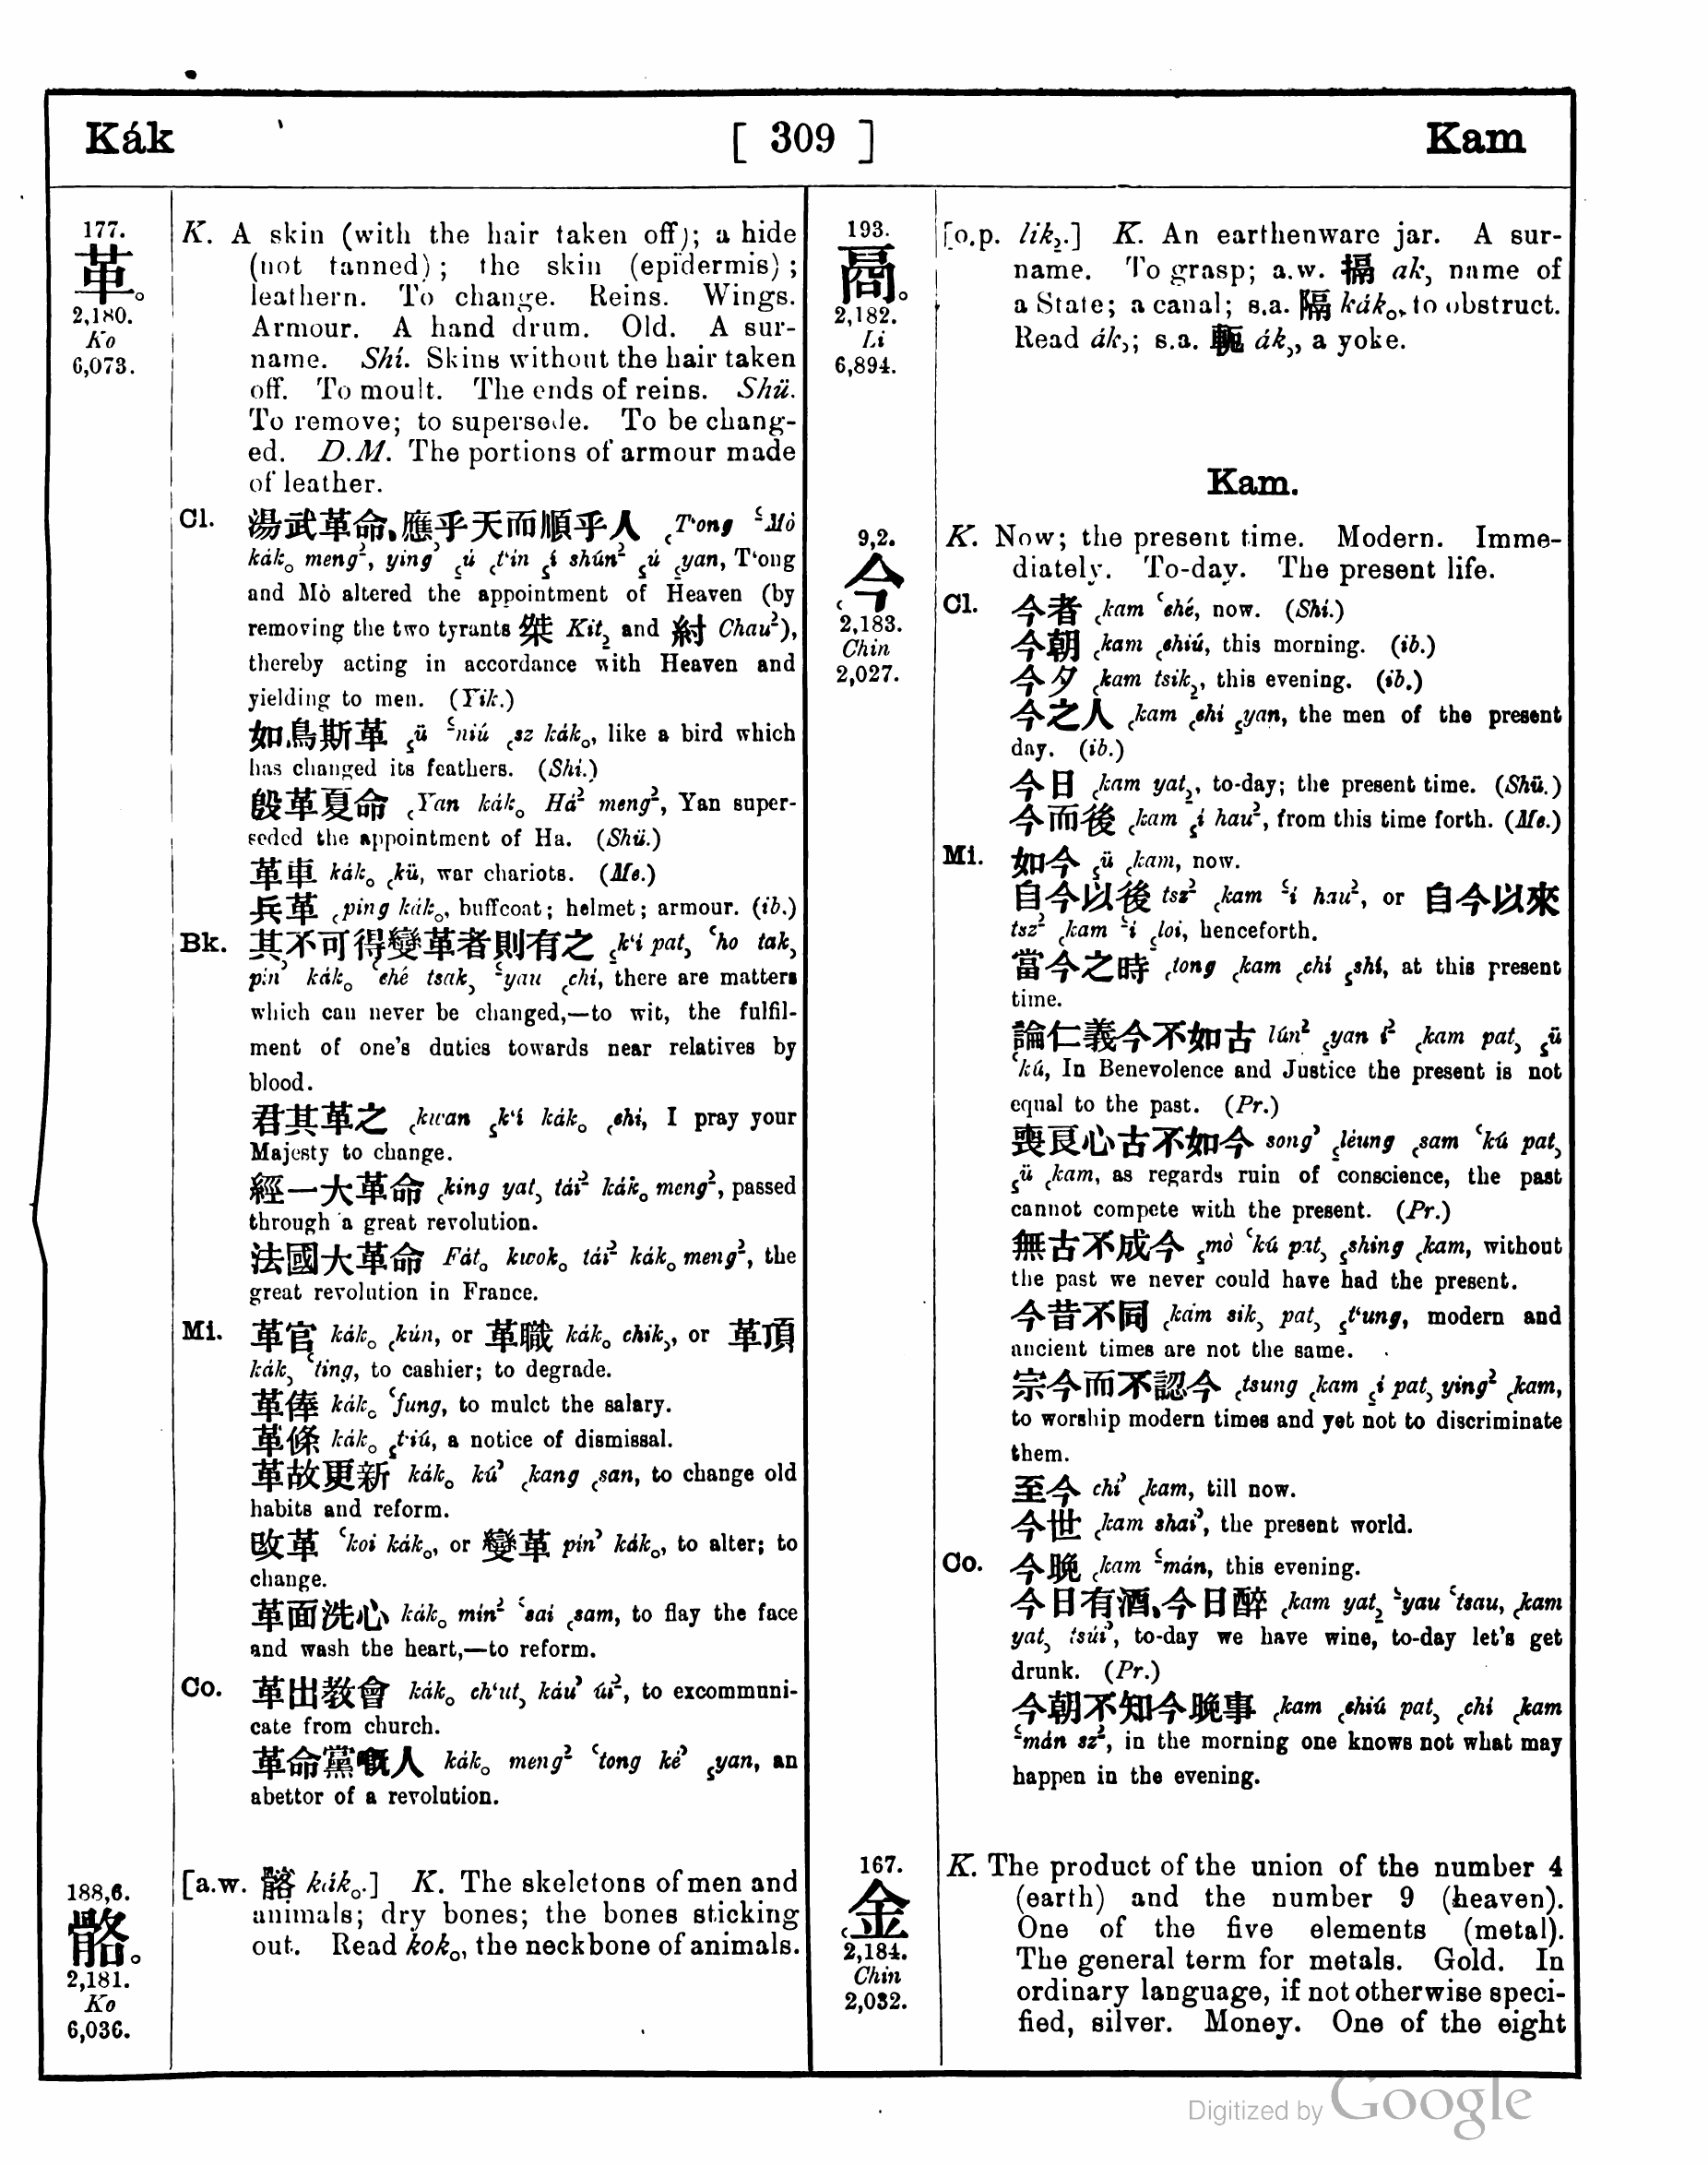 Kák
[ 309 ]
Kam
177.
革。
2,180.
Ko
6,073.
K. A skin (with the hair taken off); a hide
(not tanned); the skin (epidermis);
leathern. To change. Reins. Wings.
Armour. A hand drum. Old. A sur-
name. Shí. Skins without the hair taken
off. To moult. The ends of reins. Shü.
To remove; to supersede. To be chang-
ed. D.M. The portions of armour made
of leather.
Cl. 湯武革命、應乎天而順乎人 ꜀T‘ong ꜃Mò
kák꜀ meng², ying꜄ ꜁ú ꜀t‘ín ꜁í shún² ꜁ú ꜁yan, T‘ong
and Mò altered the appointment of Heaven (by
removing the two tyrants 桀 Kit₂ and 紂 Chau²),
thereby acting in accordance with Heaven and
yielding to men. (Yik.)
如鳥斯革 ꜁ü ꜃niú ꜀sz kák꜀, like a bird which
has changed its feathers. (Shí.)
殷革夏命 ꜀Yan kák꜀ Há² meng², Yan super-
seded the appointment of Ha. (Shü.)
革車 kák꜀ ꜀kü, war chariots. (Me.)
兵革 ꜀ping kák꜀, buffcoat; helmet; armour. (ib.)
Bk. 其不可得變革者則有之 ꜁k‘í pat꜆ ꜂ho tak꜆
pín꜄ kák꜀ ꜂ché tsak꜆ ꜃yau ꜀chí, there are matters
which can never be changed,—to wit, the fulfil-
ment of one's duties towards near relatives by
blood.
君其革之 ꜀kwan ꜁k‘í kák꜀ ꜀chí, I pray your
Majesty to change.
經一大革命 ꜀king yat꜆ tái² kák꜀ meng², passed
through a great revolution.
法國大革命 Fát꜀ kwok꜀ tái² kák꜀ meng², the
great revolution in France.
Mi. 革官 kák꜀ ꜀kún, or 革職 kák꜀ chik꜆, or 革頂
kák꜆ ꜂ting, to cashier; to degrade.
革俸 kák꜀ ꜂fung, to mulct the salary.
革條 kák꜀ ꜁t‘iú, a notice of dismissal.
革故更新 kák꜀ kú꜄ ꜀kang ꜀san, to change old
habits and reform.
改革 ꜂koi kák꜀, or 變革 pín꜄ kák꜀, to alter; to
change.
革面洗心 kák꜀ mín² ꜂sai ꜀sam, to flay the face
and wash the heart,—to reform.
Co. 革出教會 kák꜀ ch‘ut꜆ káu꜄ úi², to excommuni-
cate from church.
革命黨嘅人 kák꜀ meng² ꜂tong ké꜄ ꜁yan, an
abettor of a revolution.
188,6.
骼。
2,181.
Ko
6,036.
[a.w. 髂 kák꜀.] K. The skeletons of men and
animals; dry bones; the bones sticking
out. Read kok꜀, the neckbone of animals.
193.
鬲。
2,182.
Li
6,894.
[o.p. lik₂.] K. An earthenware jar. A sur-
name. To grasp; a.w. 搹 ak꜆ name of
a State; a canal; s.a. 隔 kák꜀, to obstruct.
Read ák꜆; s.a. 軛 ák꜆, a yoke.
Kam.
9,2.
꜀今
2,183.
Chin
2,027.
K. Now; the present time. Modern. Imme-
diately. To-day. The present life.
Cl. 今者 ꜀kam ꜂ché, now. (Shí.)
今朝 ꜀kam ꜀chiú, this morning. (ib.)
今夕 ꜀kam tsik₂, this evening. (ib.)
今之人 ꜀kam ꜀chí ꜁yan, the men of the present
day. (ib.)
今日 ꜀kam yat₂, to-day; the present time. (Shü.)
今而後 ꜀kam ꜁í hau², from this time forth. (Me.)
Mi. 如今 ꜁ü ꜀kam, now.
自今以後 tsz² ꜀kam ꜃í hau², or 自今以來
tsz² ꜀kam ꜃í ꜁loi, henceforth.
當今之時 ꜀tong ꜀kam ꜀chí ꜁shí, at this present
time.
論仁義今不如古 lún² ꜁yan í² ꜀kam pat꜆ ꜁ü
꜂kú, In Benevolence and Justice the present is not
equal to the past. (Pr.)
喪良心古不如今 song꜄ ꜁léung ꜀sam ꜂kú pat꜆
꜁ü ꜀kam, as regards ruin of conscience, the past
cannot compete with the present. (Pr.)
無古不成今 ꜁mò ꜂kú pat꜆ ꜁shing ꜀kam, without
the past we never could have had the present.
今昔不同 ꜀kam sik꜆ pat꜆ ꜁t‘ung, modern and
ancient times are not the same.
宗今而不認今 ꜀tsung ꜀kam ꜁í pat꜆ ying² ꜀kam,
to worship modern times and yet not to discriminate
them.
至今 chí꜄ ꜀kam, till now.
今世 ꜀kam shai꜄, the present world.
Co. 今晚 ꜀kam ꜃mán, this evening.
今日有酒、今日醉 ꜀kam yat₂ ꜃yau ꜂tsau, ꜀kam
yat꜆ tsúi꜄, to-day we have wine, to-day let's get
drunk. (Pr.)
今朝不知今晚事 ꜀kam ꜀chiú pat꜆ ꜀chí ꜀kam
꜃mán sz², in the morning one knows not what may
happen in the evening.
167.
꜀金
2,184.
Chin
2,032.
K. The product of the union of the number 4
(earth) and the number 9 (heaven).
One of the five elements (metal).
The general term for metals. Gold. In
ordinary language, if not otherwise speci-
fied, silver. Money. One of the eight
Digitized by Google